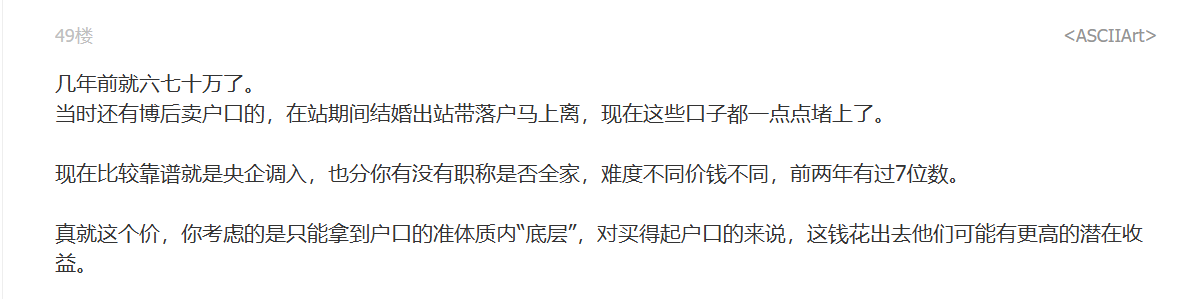 49楼
<ASCIIArt>
几年前就六七十万了。
当时还有博后卖户口的，在站期间结婚出站带落户马上离，现在这些口子都一点点堵上了。
现在比较靠谱就是央企调入，也分你有没有职称是否全家，难度不同价钱不同，前两年有过7位数。
真就这个价，你考虑的是只能拿到户口的准体质内“底层”，对买得起户口的来说，这钱花出去他们可能有更高的潜在收
益。